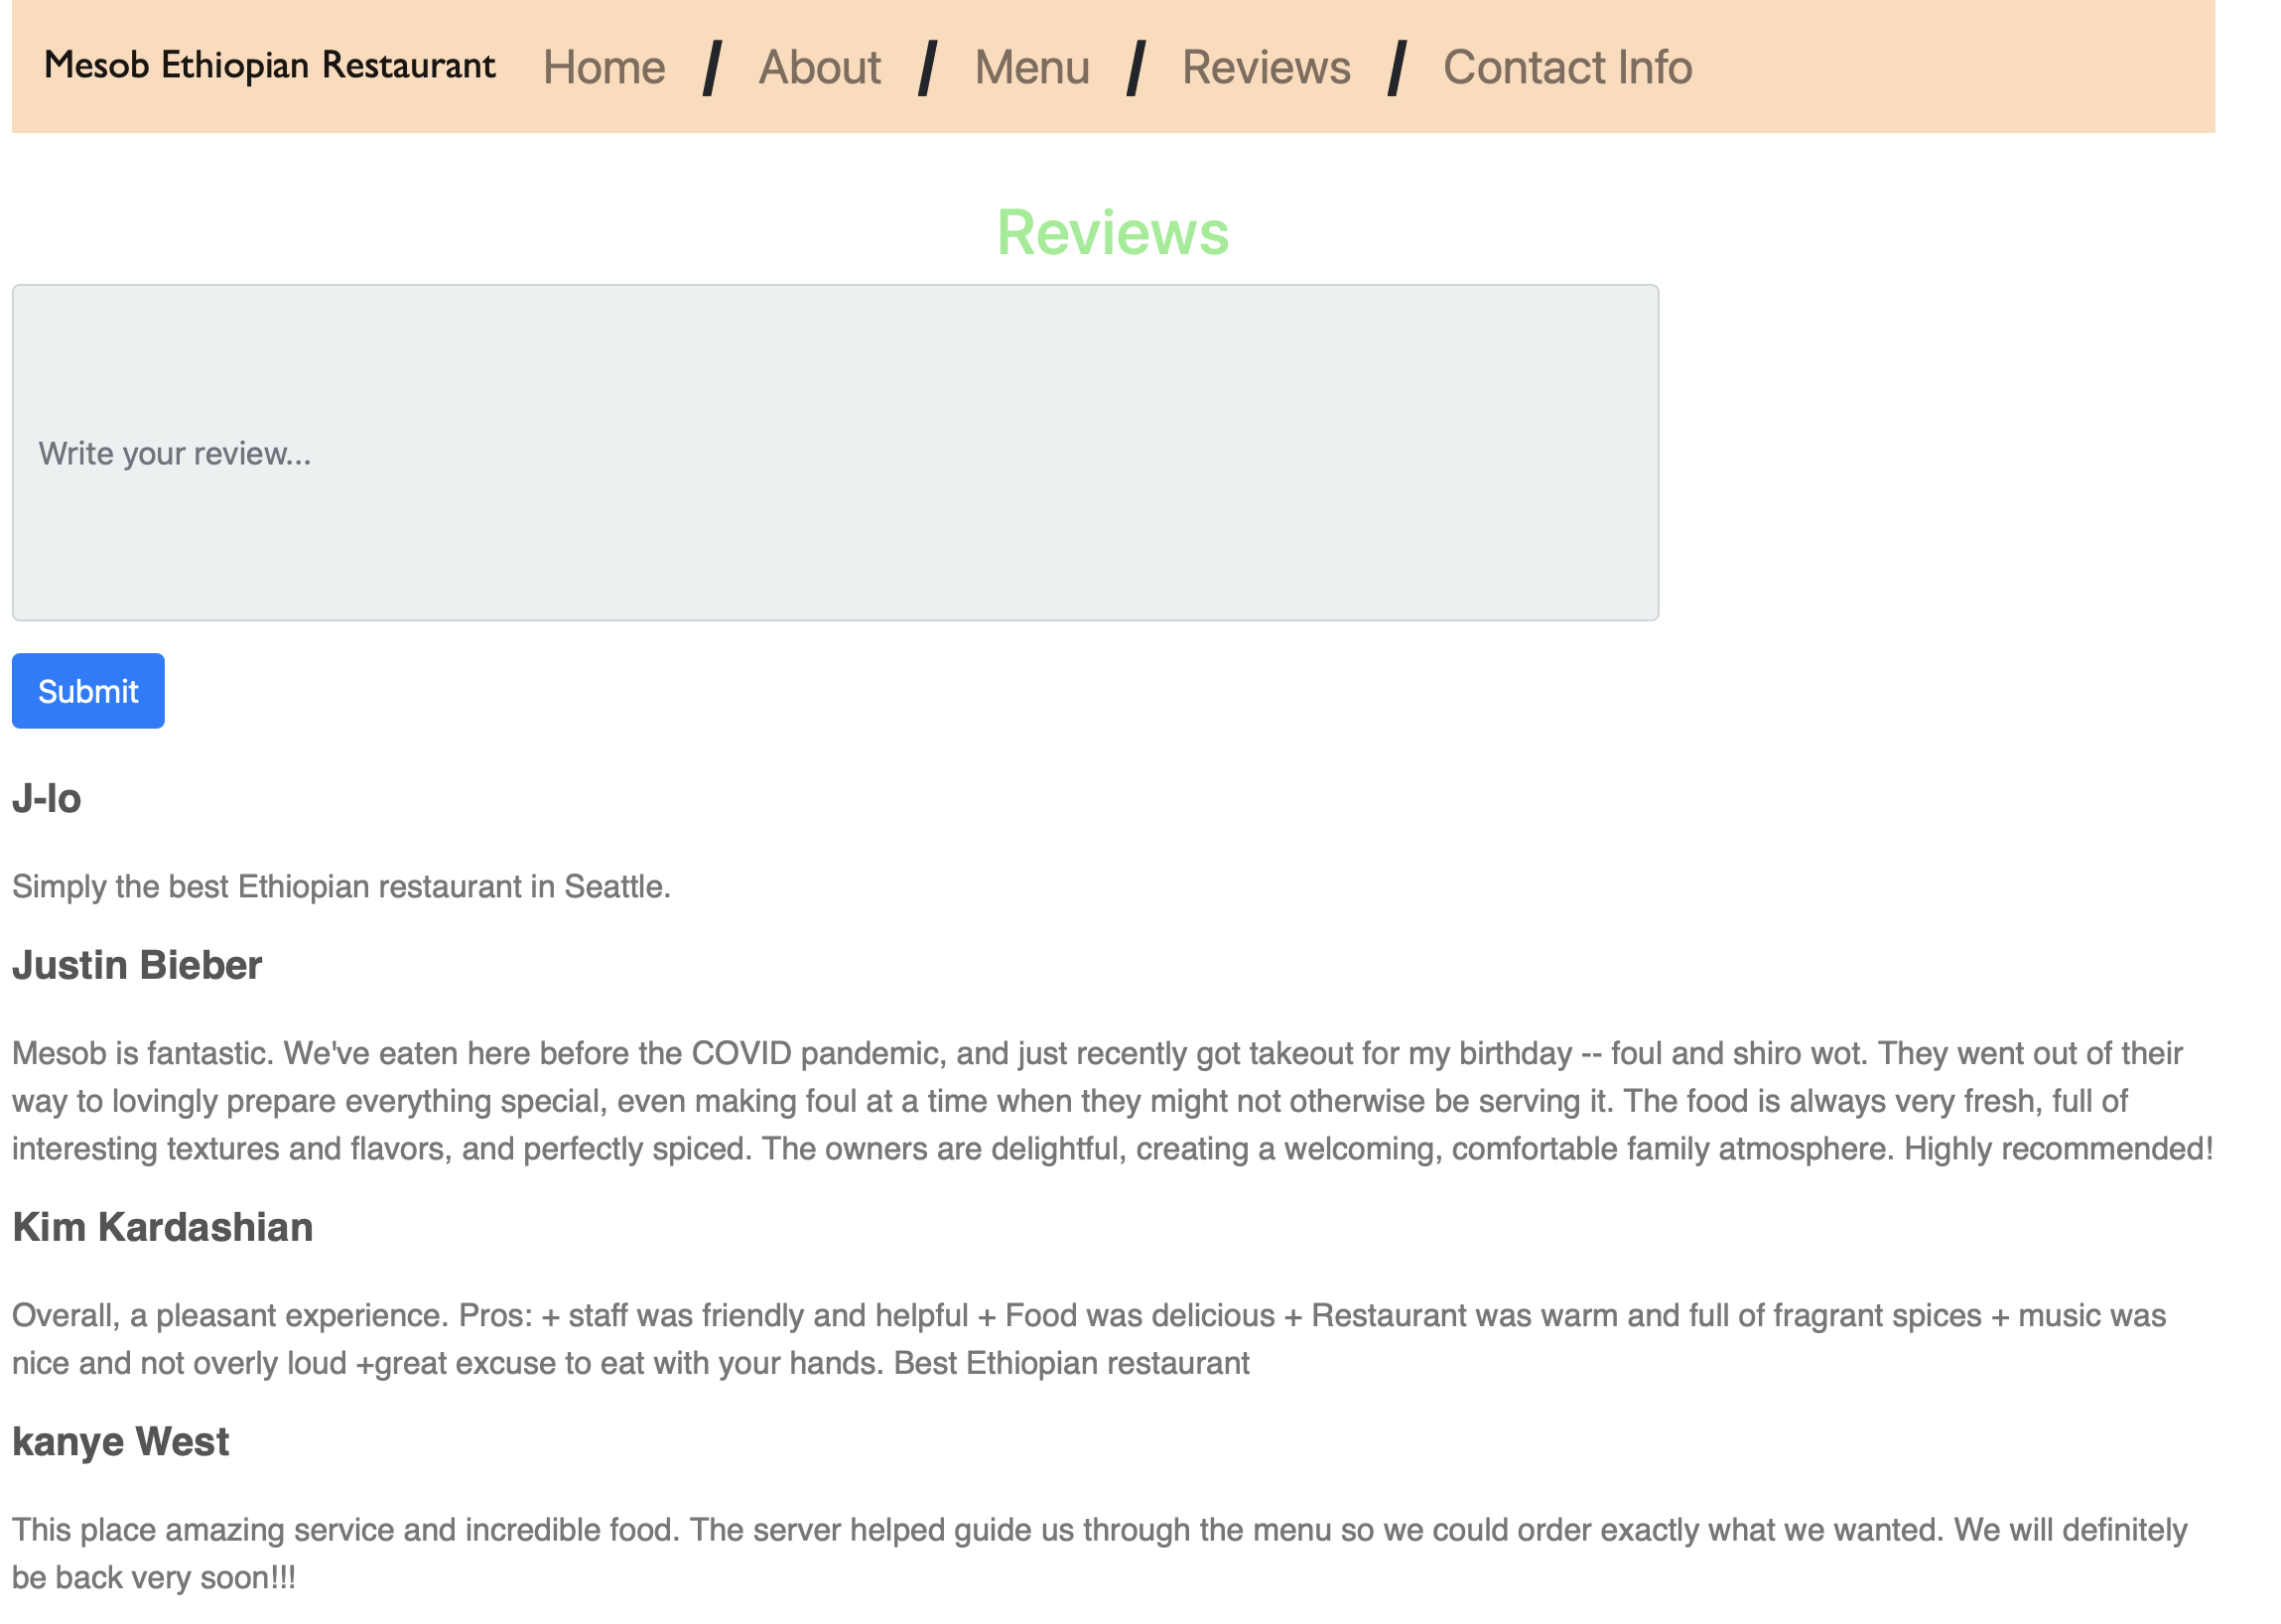 Mesob Ethiopian Restaurant Home / About / Menu / Reviews / Contact Info
Reviews
Write your review...
Submit
J-lo
Simply the best Ethiopian restaurant in Seattle.
Justin Bieber
Mesob is fantastic. We've eaten here before the COVID pandemic, and just recently got takeout for my birthday -- foul and shiro wot. They went out of their
way to lovingly prepare everything special, even making foul at a time when they might not otherwise be serving it. The food is always very fresh, full of
interesting textures and flavors, and perfectly spiced. The owners are delightful, creating a welcoming, comfortable family atmosphere. Highly recommended!
Kim Kardashian
Overall, a pleasant experience. Pros: + staff was friendly and helpful + Food was delicious + Restaurant was warm and full of fragrant spices + music was
nice and not overly loud +great excuse to eat with your hands. Best Ethiopian restaurant
kanye West
This place amazing service and incredible food. The server helped guide us through the menu so we could order exactly what we wanted. We will definitely
be back very soon!!!